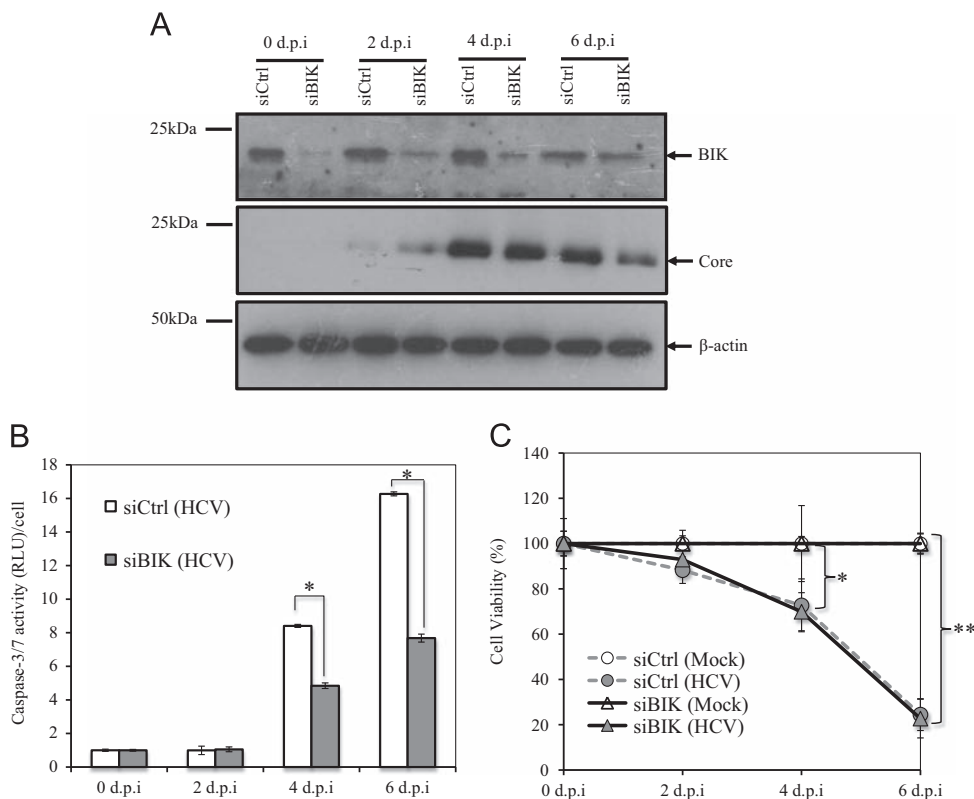 A
0 d.p.i 2 d.p.i 4 d.p.i 6 d.p.i
siCtrl siBIK siCtrl siBIK siCtrl siBIK siCtrl siBIK
25kDa
BIK
25kDa
Core
50kDa
β-actin
B
Caspase-3/7 activity (RLU)/cell
18
16
14
12
10
8
6
4
2
0
siCtrl (HCV)
siBIK (HCV)
*
*
0 d.p.i 2 d.p.i 4 d.p.i 6 d.p.i
C
Cell Viability (%)
140
120
100
80
60
40
20
0
*
**
siCtrl (Mock)
siCtrl (HCV)
siBIK (Mock)
siBIK (HCV)
0 d.p.i 2 d.p.i 4 d.p.i 6 d.p.i